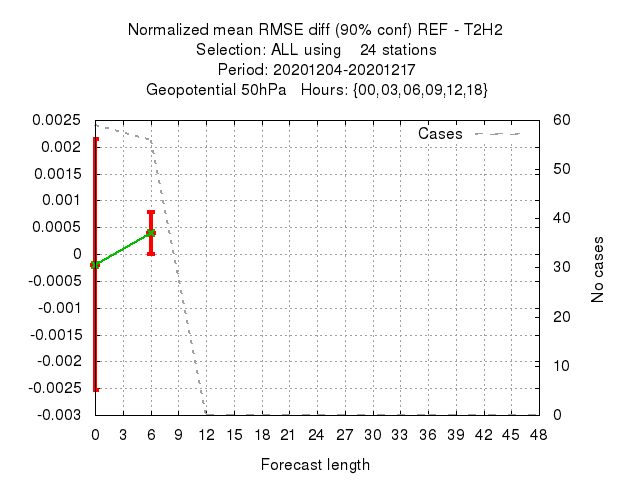 Normalized mean RMSE diff (90% conf) REF - T2H2
Selection: ALL using    24 stations
Period: 20201204-20201217
Geopotential 50hPa   Hours: {00,03,06,09,12,18}
Cases
0.0025
0.002
0.0015
0.001
0.0005
0
-0.0005
-0.001
-0.0015
-0.002
-0.0025
-0.003
60
50
40
30
20
10
0
No cases
0 3 6 9 12 15 18 21 24 27 30 33 36 39 42 45 48
Forecast length